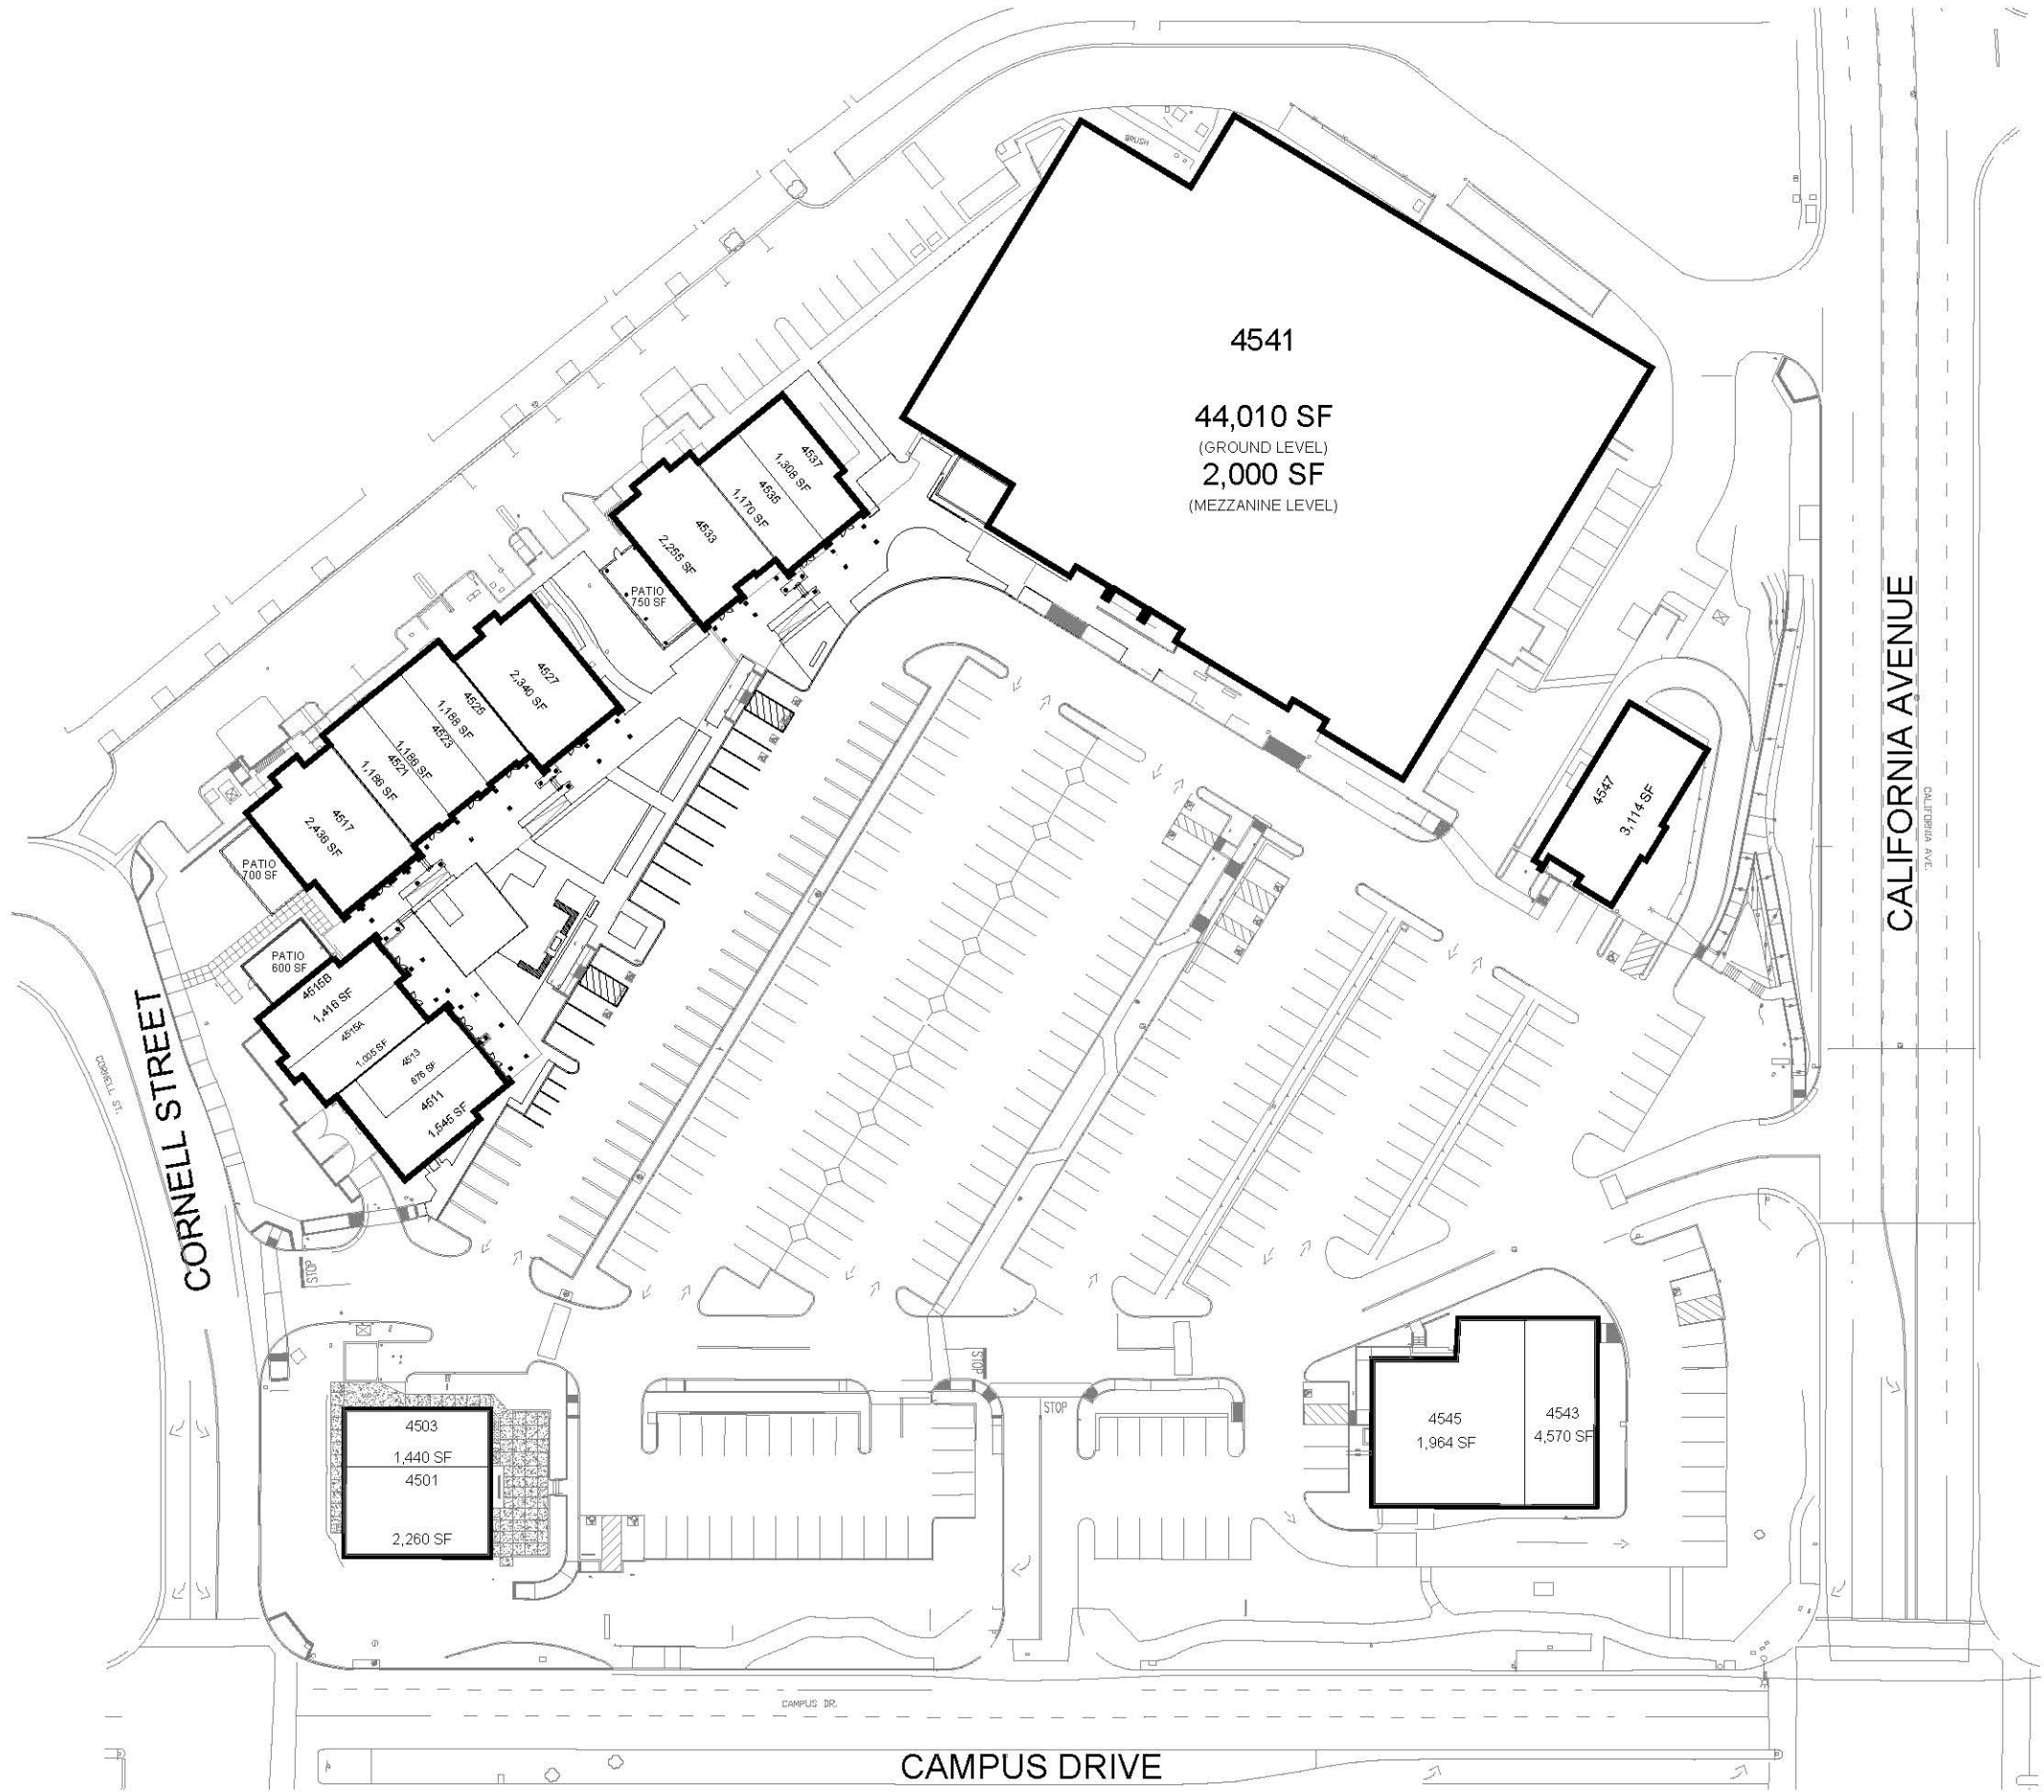 BRUSH
4541
44,010 SF
(GROUND LEVEL)
2,000 SF
(MEZZANINE LEVEL)
4537
1,308 SF
4535
1,170 SF
4533
2,255 SF
PATIO
750 SF
4527
2,340 SF
4525
1,188 SF
4523
1,186 SF
4521
1,186 SF
4517
2,436 SF
PATIO
700 SF
PATIO
600 SF
4515B
1,416 SF
4515A
1,005 SF
4513
876 SF
4511
1,545 SF
4547
3,114 SF
CALIFORNIA AVENUE
CALIFORNIA AVE.
CORNELL STREET
CORNELL ST.
STOP
STOP
STOP
4503
1,440 SF
4501
2,260 SF
4545
1,964 SF
4543
4,570 SF
CAMPUS DR.
CAMPUS DRIVE